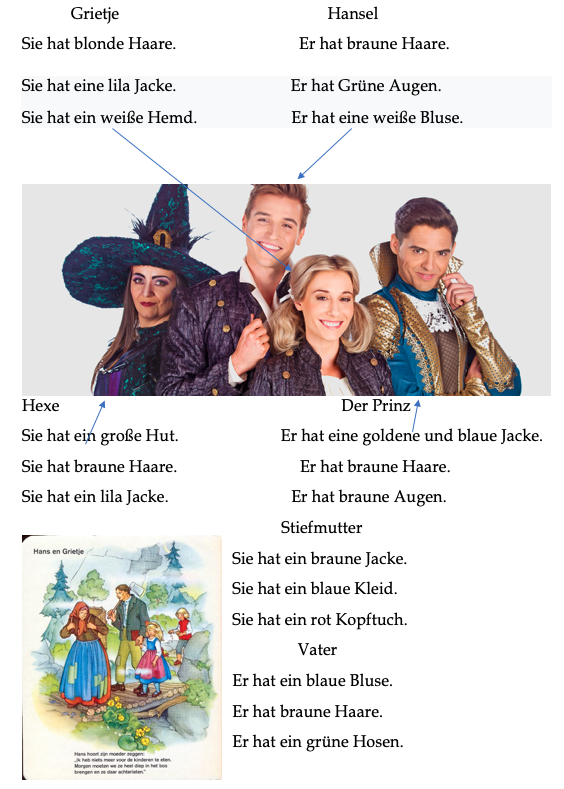 Grietje
Sie hat blonde Haare.
Sie hat eine lila Jacke.
Sie hat ein weiße Hemd.
Hansel
Er hat braune Haare.
Er hat Grüne Augen.
Er hat eine weiße Bluse.
Hexe
Sie hat ein große Hut.
Sie hat braune Haare.
Sie hat ein lila Jacke.
Der Prinz
Er hat eine goldene und blaue Jacke.
Er hat braune Haare.
Er hat braune Augen.
Stiefmutter
Sie hat ein braune Jacke.
Sie hat ein blaue Kleid.
Sie hat ein rot Kopftuch.
Vater
Er hat ein blaue Bluse.
Er hat braune Haare.
Er hat ein grüne Hosen.
Hans en Grietje
Hans hoort zijn moeder zeggen:
„Ik heb niets meer voor de kinderen te eten.
Morgen moeten we ze heel diep in het bos
brengen en ze daar achterlaten."